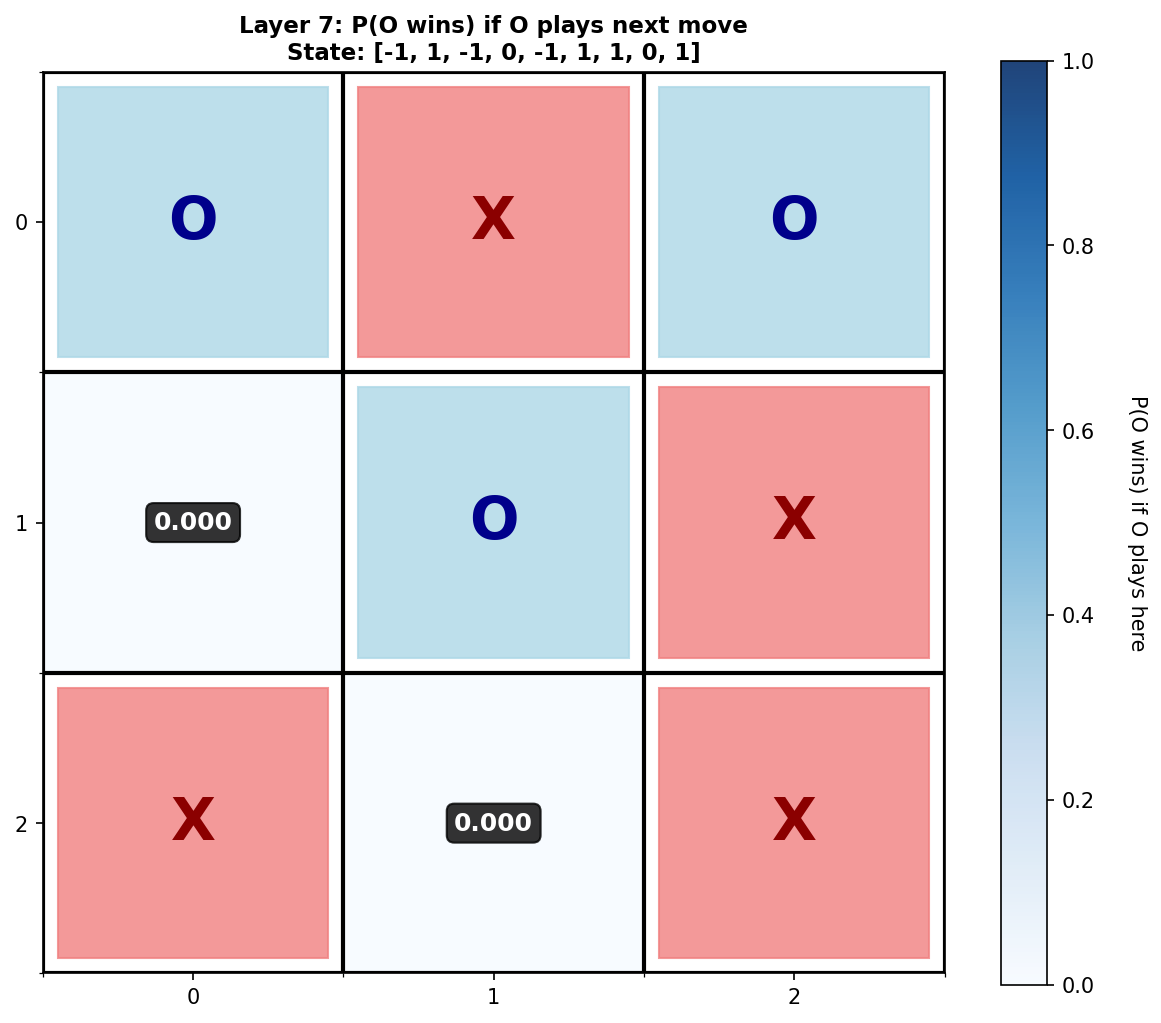 Layer 7: P(O wins) if O plays next move
State: [-1, 1, -1, 0, -1, 1, 1, 0, 1]
0
O
X
O
1
0.000
O
X
2
X
0.000
X
0
1
2
1.0
0.8
0.6
0.4
0.2
0.0
P(O wins) if O plays here